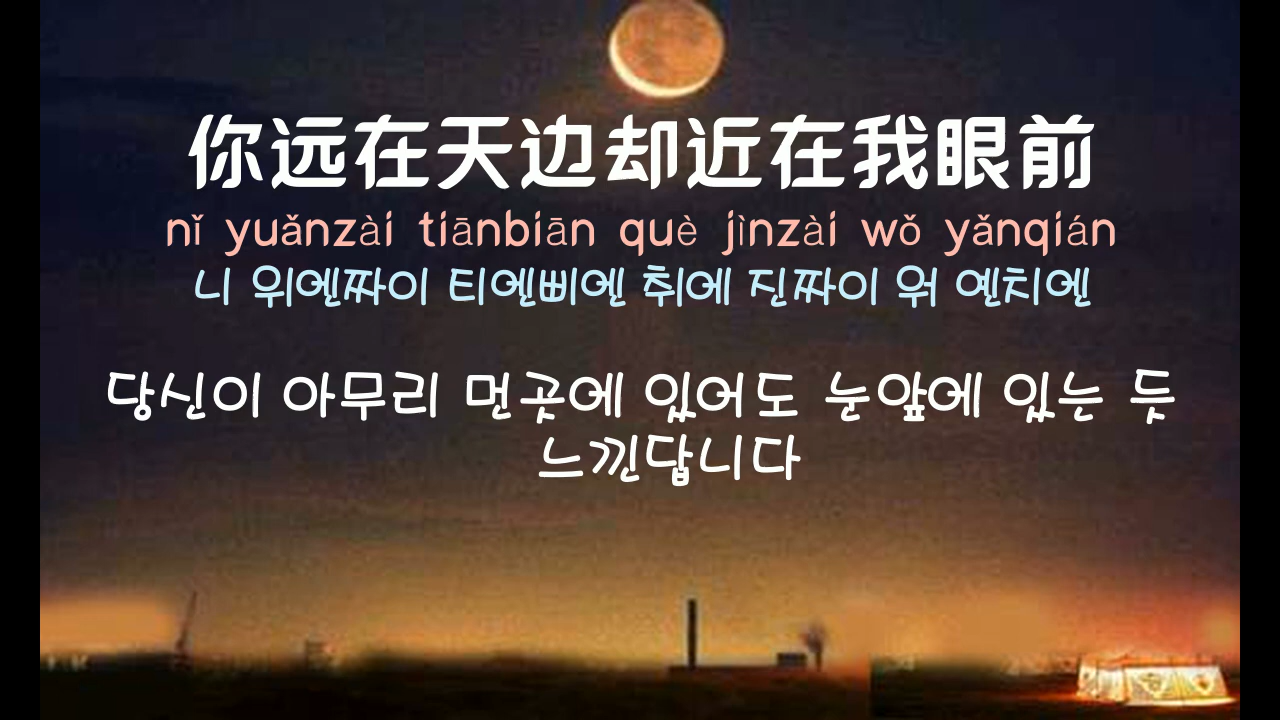 你远在天边却近在我眼前
nǐ yuǎnzài tiānbiān què jìnzài wǒ yǎnqián
니 위엔짜이 티엔삐엔 취에 진짜이 워 옌치엔
당신이 아무리 먼곳에 있어도 눈앞에 있는 듯
느낀답니다